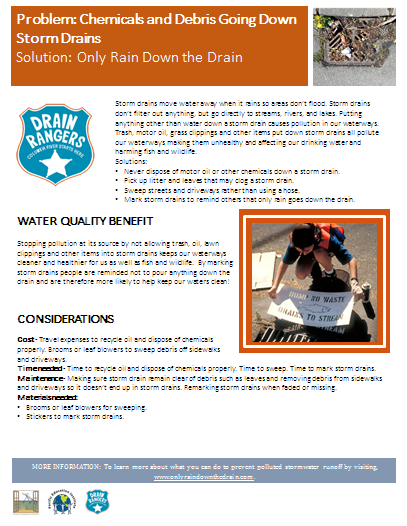 Problem: Chemicals and Debris Going Down
Storm Drains
Solution: Only Rain Down the Drain
DRAIN
RANGERS
Storm drains move water away when it rains so areas don't flood. Storm drains
don't filter out anything, but go directly to streams, rivers, and lakes. Putting
anything other than water down a storm drain causes pollution in our waterways.
Trash, motor oil, grass clippings and other items put down storm drains all pollute
our waterways making them unhealthy and affecting our drinking water and
harming fish and wildlife.
Solutions:
• Never dispose of motor oil or other chemicals down a storm drain.
• Pick up litter and leaves that may clog a storm drain.
• Sweep streets and driveways rather than using a hose.
• Mark storm drains to remind others that only rain goes down the drain.
WATER QUALITY BENEFIT
Stopping pollution at its source by not allowing trash, oil, lawn
clippings and other items into storm drains keeps our waterways
cleaner and healthier for us as well as fish and wildlife. By marking
storm drains people are reminded not to pour anything down the
drain and are therefore more likely to help keep our waters clean!
DUMP NO WASTE
DRAINS TO STREAM
CONSIDERATIONS
Cost - Travel expenses to recycle oil and dispose of chemicals
properly. Brooms or leaf blowers to sweep debris off sidewalks
and driveways.
Time needed - Time to recycle oil and dispose of chemicals properly. Time to sweep. Time to mark storm drains.
Maintenance - Making sure storm drain remain clear of debris such as leaves and removing debris from sidewalks
and driveways so it doesn't end up in storm drains. Remarking storm drains when faded or missing.
Materials needed:
• Brooms or leaf blowers for sweeping.
• Stickers to mark storm drains.
MORE INFORMATION: To learn more about what you can do to prevent polluted stormwater runoff by visiting,
www.onlyraindownthedrain.com.
DRAIN
RANGERS